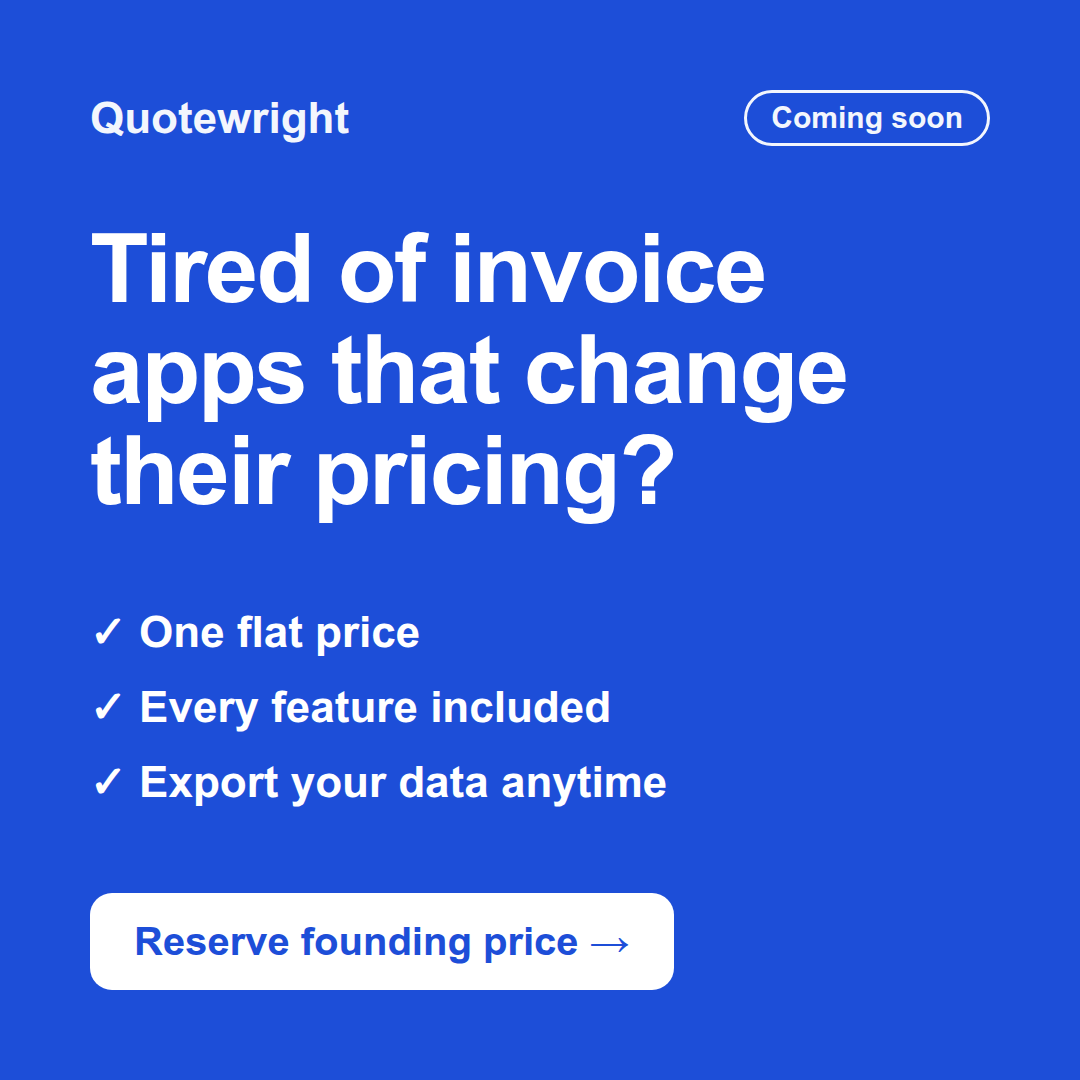 Quotewright
Coming soon
Tired of invoice
apps that change
their pricing?
✓ One flat price
✓ Every feature included
✓ Export your data anytime
Reserve founding price →